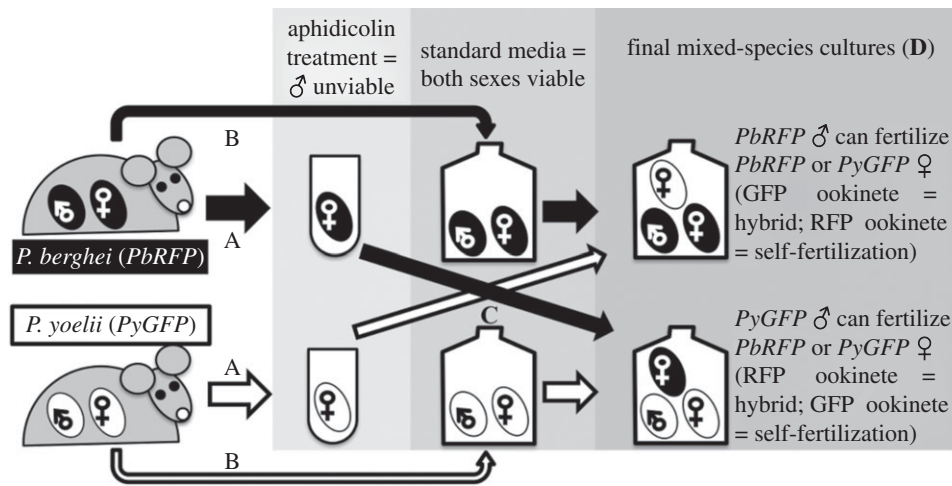 aphidicolin
treatment =
♂ unviable
standard media =
both sexes viable
final mixed-species cultures (D)
B
A
P. berghei (PbRFP)
PbRFP ♂ can fertilize
PbRFP or PyGFP ♀
(GFP ookinete =
hybrid; RFP ookinete
= self-fertilization)
C
P. yoelii (PyGFP)
A
B
PyGFP ♂ can fertilize
PbRFP or PyGFP ♀
(RFP ookinete =
hybrid; GFP ookinete
= self-fertilization)